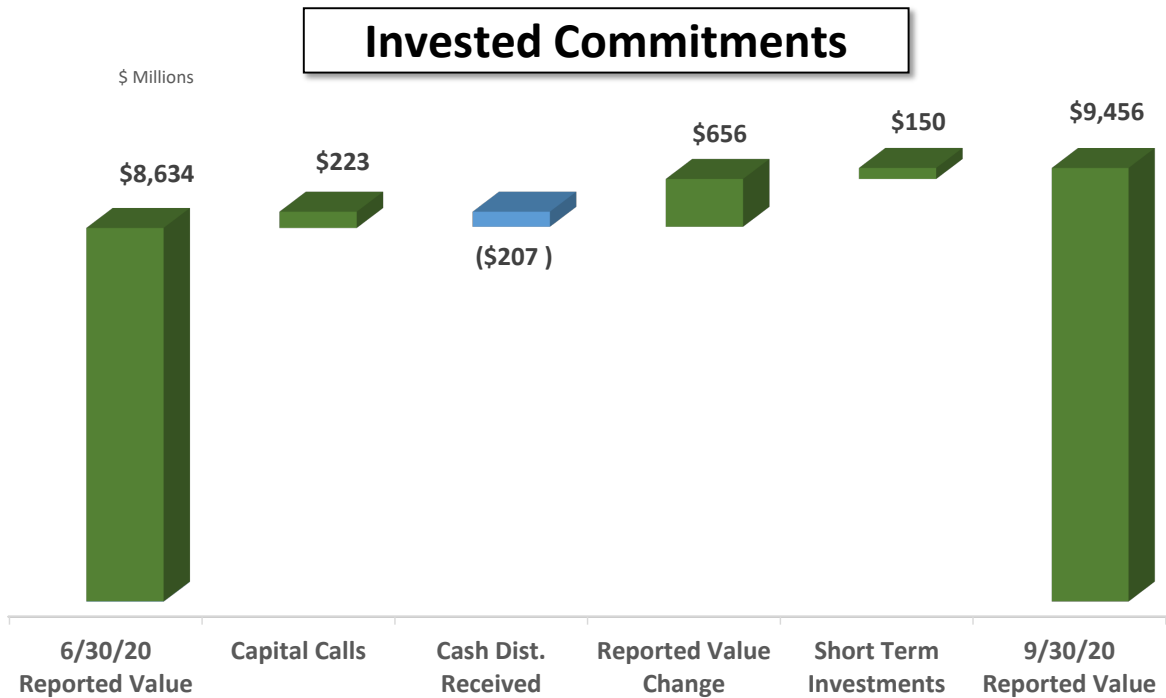 Invested Commitments
$ Millions
$8,634
$223
($207 )
$656
$150
$9,456
6/30/20
Reported Value
Capital Calls
Cash Dist.
Received
Reported Value
Change
Short Term
Investments
9/30/20
Reported Value